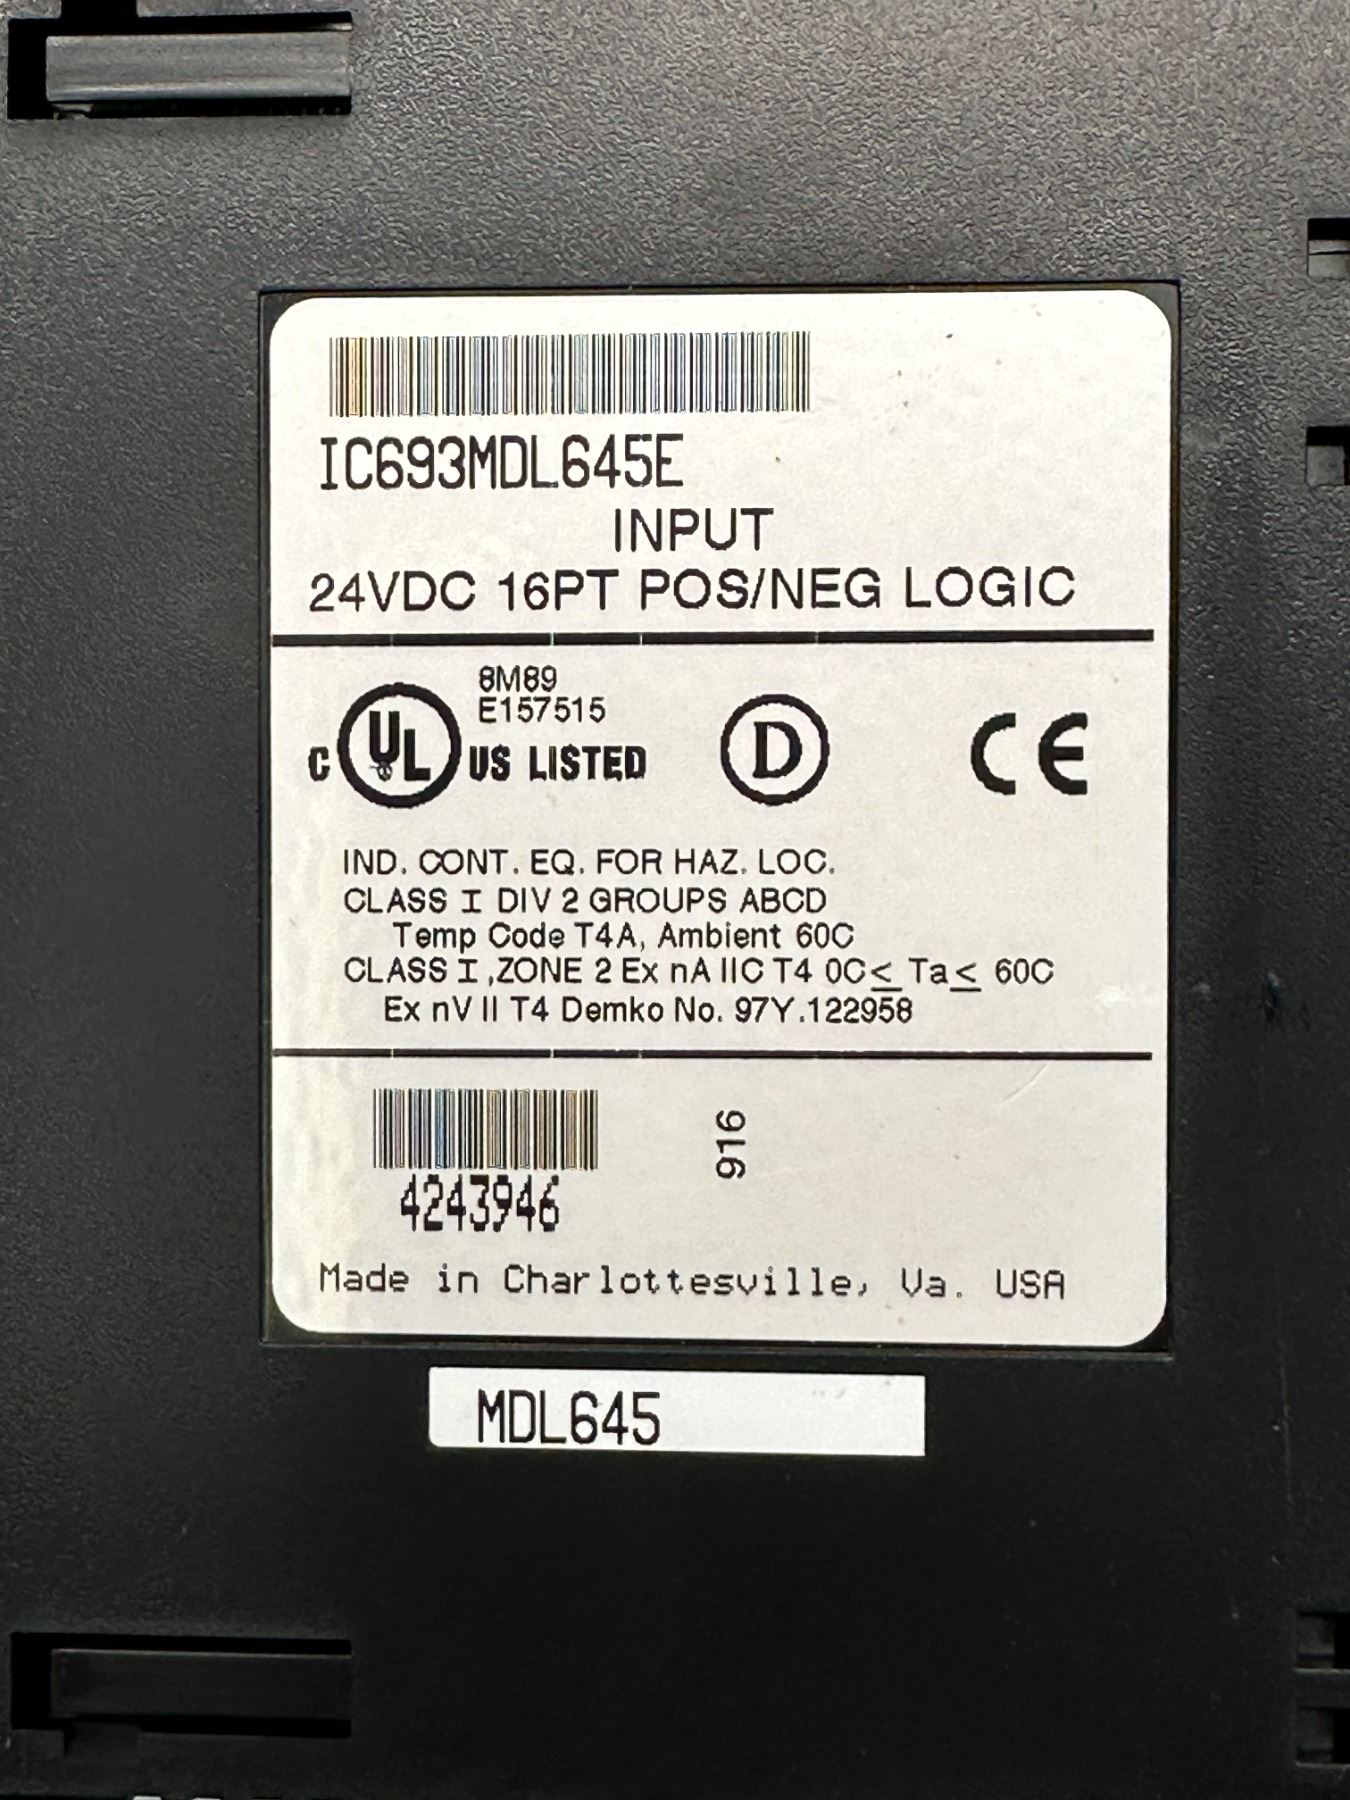 IC693MDL645E
INPUT
24VDC 16PT POS/NEG LOGIC
8M89
E157515
C UL US LISTED
D
CE
IND. CONT. EQ. FOR HAZ. LOC.
CLASS I DIV 2 GROUPS ABCD
Temp Code T4A, Ambient 60C
CLASS I ,ZONE 2 Ex nA IIC T4 0C≤ Ta≤ 60C
Ex nV II T4 Demko No. 97Y.122958
4243946
916
Made in Charlottesville, Va. USA
MDL645